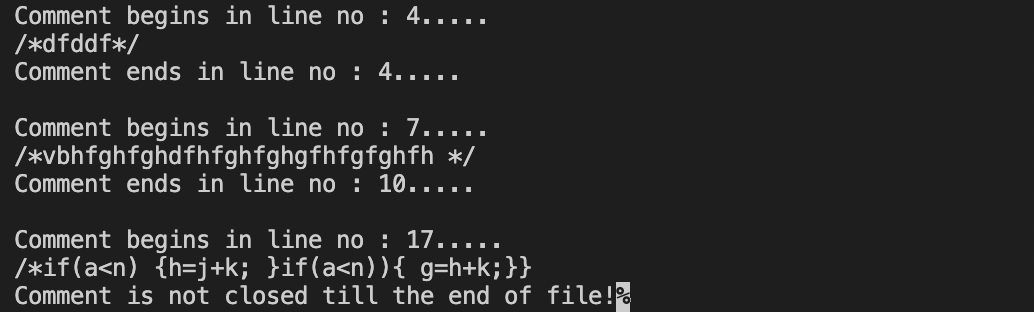 Comment begins in line no : 4.....
/*dfddf*/
Comment ends in line no : 4.....
Comment begins in line no : 7.....
/*vbhfghfghdfhfghfghgfhfgfghfh */
Comment ends in line no : 10.....
Comment begins in line no : 17.....
/*if(a<n) {h=j+k; }if(a<n)){ g=h+k;}}
Comment is not closed till the end of file!%